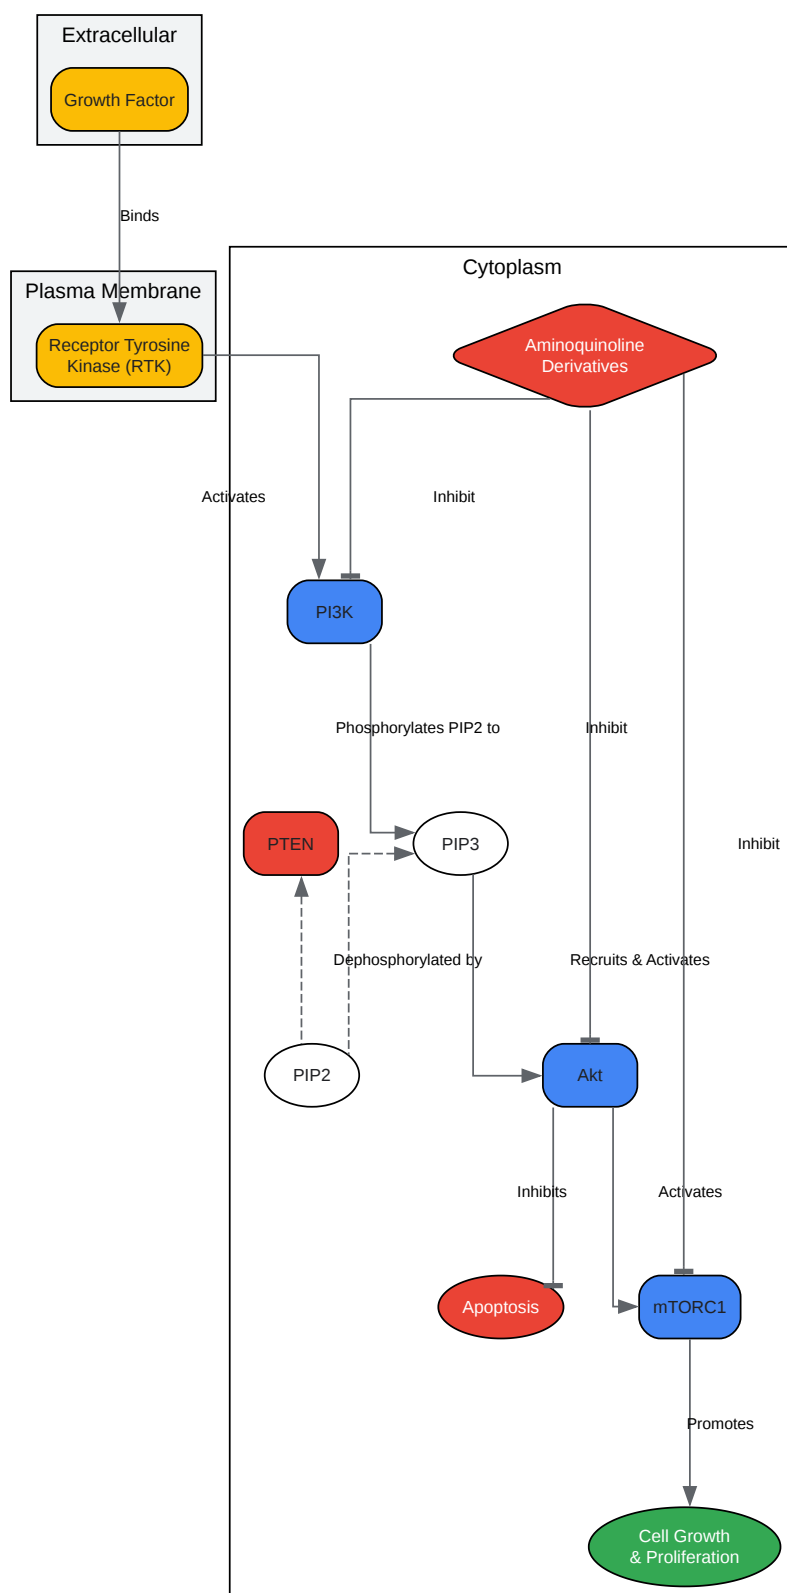 Extracellular
Growth Factor
Binds
Cytoplasm
Plasma Membrane
Receptor Tyrosine
Kinase (RTK)
Aminoquinoline
Derivatives
Activates
Inhibit
PI3K
Phosphorylates PIP2 to
Inhibit
PTEN
PIP3
Inhibit
Dephosphorylated by
Recruits & Activates
PIP2
Akt
Inhibits
Activates
Apoptosis
mTORC1
Promotes
Cell Growth
& Proliferation